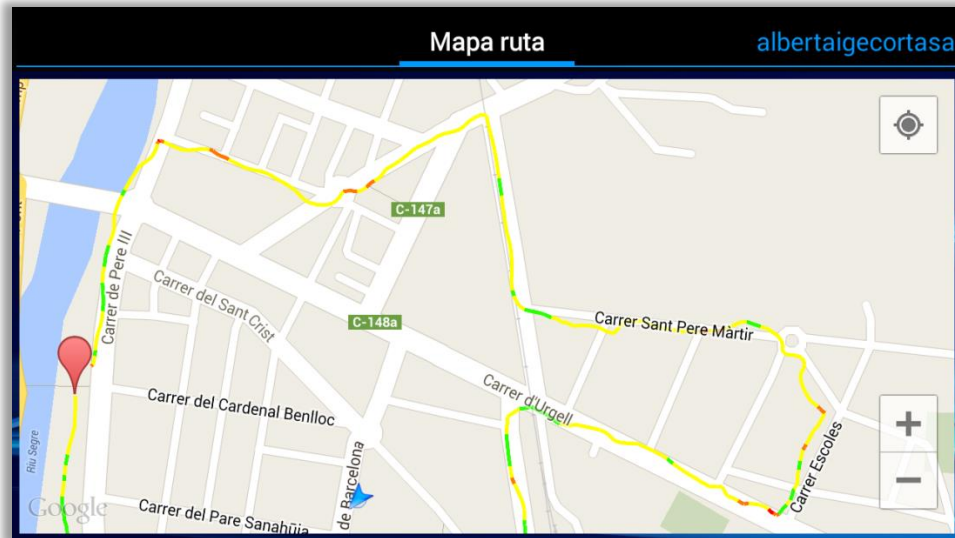 Mapa ruta
albertaigecortasa
C-147a
Carrer de Pere III
Carrer del Sant Crist
C-148a
Carrer Sant Pere Màrtir
Carrer d'Urgell
Carrer del Cardenal Benlloc
Carrer Escoles
Riu Segre
de Barcelona
Google
Carrer del Pare Sanahüja